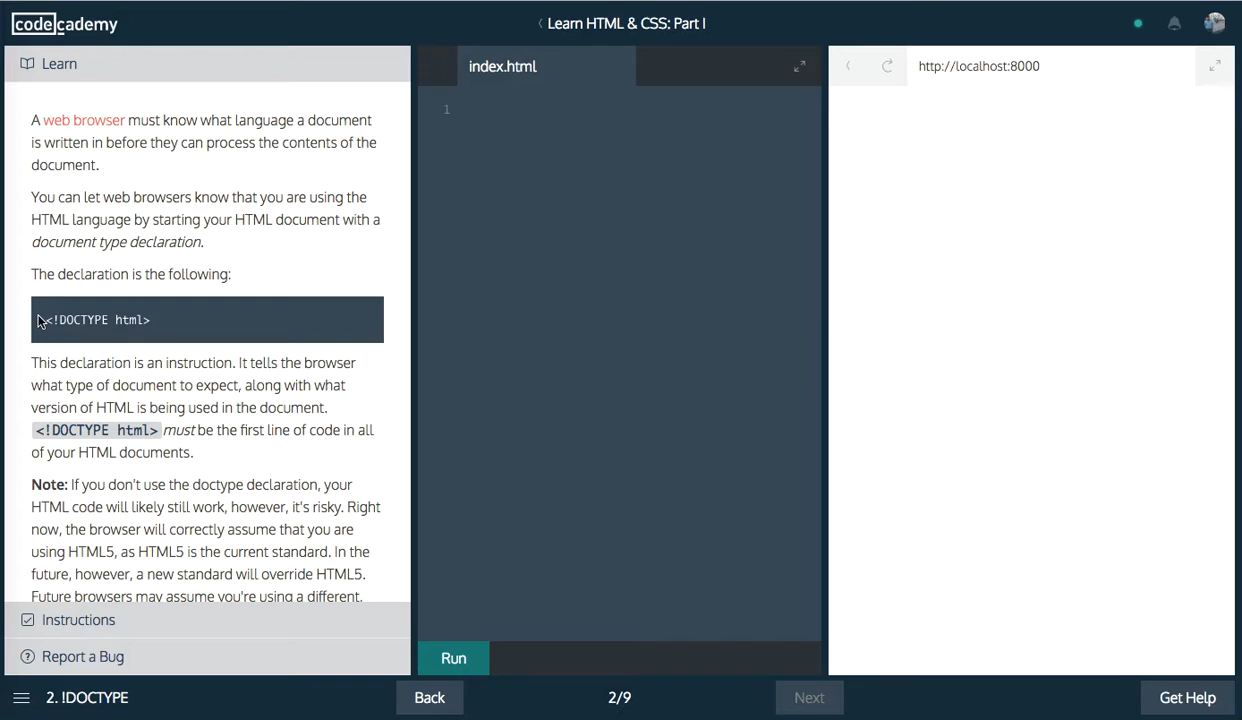 codecademy
Learn HTML & CSS: Part I
Learn
A web browser must know what language a document
is written in before they can process the contents of the
document.
You can let web browsers know that you are using the
HTML language by starting your HTML document with a
document type declaration.
The declaration is the following:
<!DOCTYPE html>
This declaration is an instruction. It tells the browser
what type of document to expect, along with what
version of HTML is being used in the document.
<!DOCTYPE html> must be the first line of code in all
of your HTML documents.
Note: If you don't use the doctype declaration, your
HTML code will likely still work, however, it's risky. Right
now, the browser will correctly assume that you are
using HTML5, as HTML5 is the current standard. In the
future, however, a new standard will override HTML5.
Future browsers may assume you're using a different,
Instructions
Report a Bug
index.html
1
Run
http://localhost:8000
2. !DOCTYPE
Back
2/9
Next
Get Help